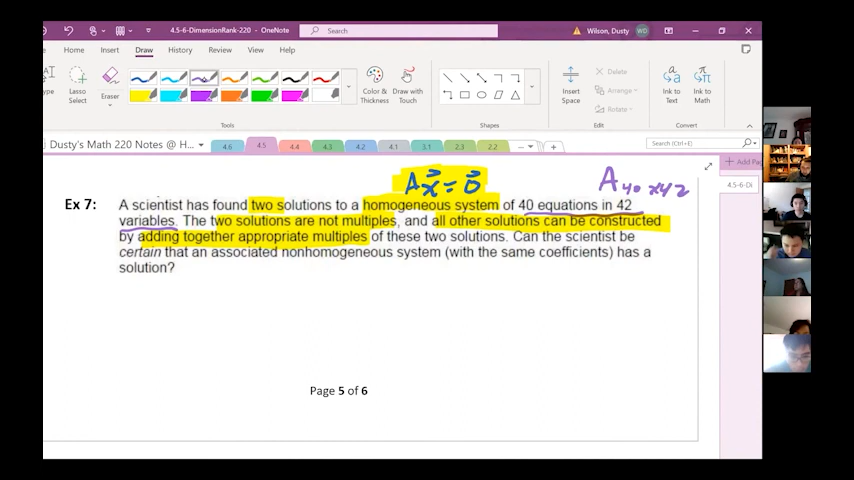 4.5-6-DimensionRank-220 - OneNote
Search
Wilson, Dusty
WD
Home
Insert
Draw
History
Review
View
Help
Type
Lasso
Select
Eraser
Color &
Thickness
Draw with
Touch
Insert
Space
Delete
Arrange
Rotate
Ink to
Text
Ink to
Math
Tools
Shapes
Edit
Convert
Dusty's Math 220 Notes @ H...
4.6
4.5
4.4
4.3
4.2
4.1
3.1
2.3
2.2
Search (Ctrl+E)
Add Pag
4.5-6-Di
Ax⃗ = 0⃗
A 40 x 42
Ex 7:
A scientist has found two solutions to a homogeneous system of 40 equations in 42
variables. The two solutions are not multiples, and all other solutions can be constructed
by adding together appropriate multiples of these two solutions. Can the scientist be
certain that an associated nonhomogeneous system (with the same coefficients) has a
solution?
Page 5 of 6